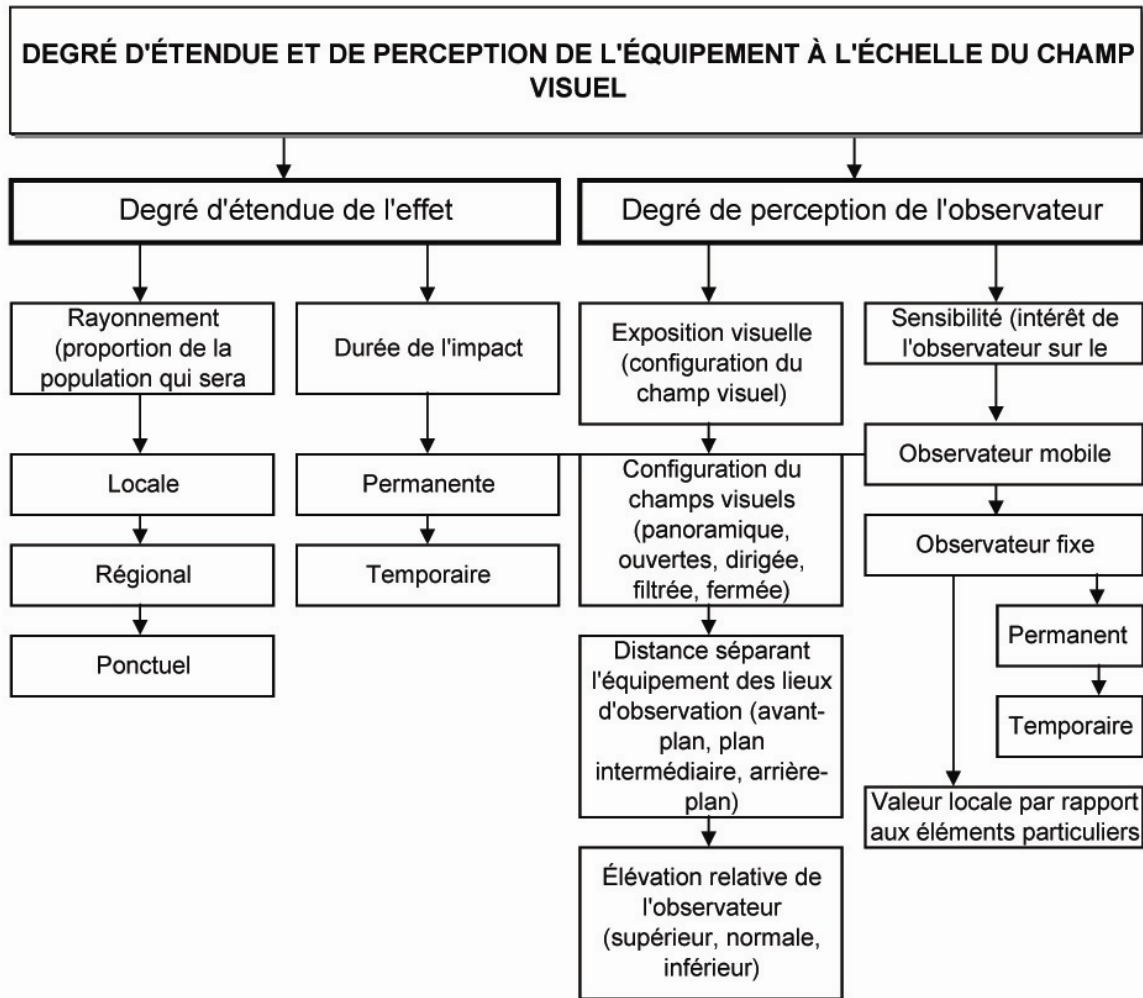 DEGRÉ D'ÉTENDUE ET DE PERCEPTION DE L'ÉQUIPEMENT À L'ÉCHELLE DU CHAMP
VISUEL
Degré d'étendue de l'effet
Degré de perception de l'observateur
Rayonnement
(proportion de la
population qui sera
Durée de l'impact
Exposition visuelle
(configuration du
champ visuel)
Sensibilité (intérêt de
l'observateur sur le
Locale
Régional
Ponctuel
Permanente
Temporaire
Configuration du
champs visuels
(panoramique,
ouvertes, dirigée,
filtrée, fermée)
Distance séparant
l'équipement des lieux
d'observation (avant-
plan, plan
intermédiaire, arrière-
plan)
Élévation relative de
l'observateur
(supérieur, normale,
inférieur)
Observateur mobile
Observateur fixe
Permanent
Temporaire
Valeur locale par rapport
aux éléments particuliers